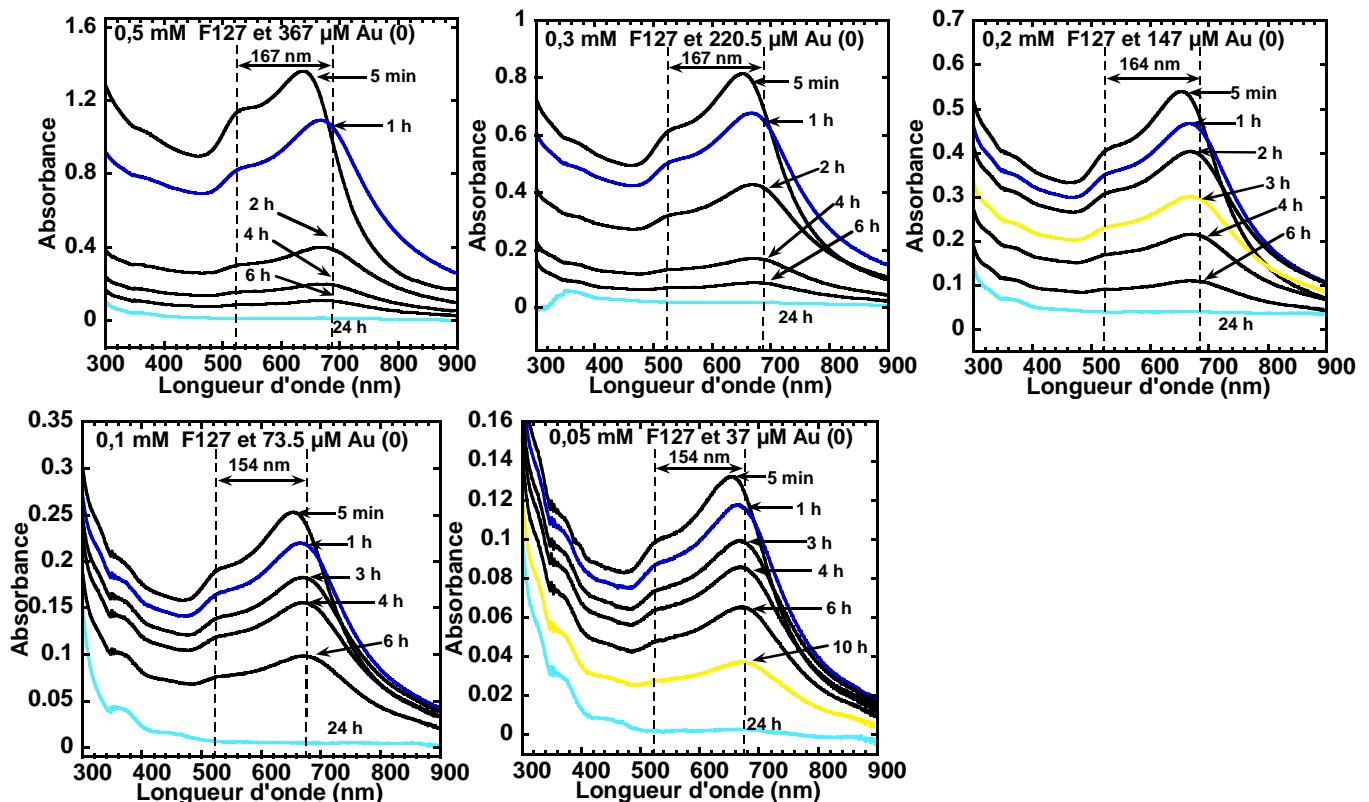 0,5 mM F127 et 367 µM Au (0)
167 nm
5 min
1 h
2 h
4 h
6 h
24 h
Absorbance
1.6
1.2
0.8
0.4
0
300 400 500 600 700 800 900
Longueur d'onde (nm)
0,3 mM F127 et 220.5 µM Au (0)
167 nm
5 min
1 h
2 h
4 h
6 h
24 h
Absorbance
1
0.8
0.6
0.4
0.2
0
300 400 500 600 700 800 900
Longueur d'onde (nm)
0,2 mM F127 et 147 µM Au (0)
164 nm
5 min
1 h
2 h
3 h
4 h
6 h
24 h
Absorbance
0.7
0.6
0.5
0.4
0.3
0.2
0.1
0
300 400 500 600 700 800 900
Longueur d'onde (nm)
0,1 mM F127 et 73.5 µM Au (0)
154 nm
5 min
1 h
3 h
4 h
6 h
24 h
Absorbance
0.35
0.3
0.25
0.2
0.15
0.1
0.05
0
300 400 500 600 700 800 900
Longueur d'onde (nm)
0,05 mM F127 et 37 µM Au (0)
154 nm
5 min
1 h
3 h
4 h
6 h
10 h
24 h
Absorbance
0.16
0.14
0.12
0.1
0.08
0.06
0.04
0.02
0
300 400 500 600 700 800 900
Longueur d'onde (nm)